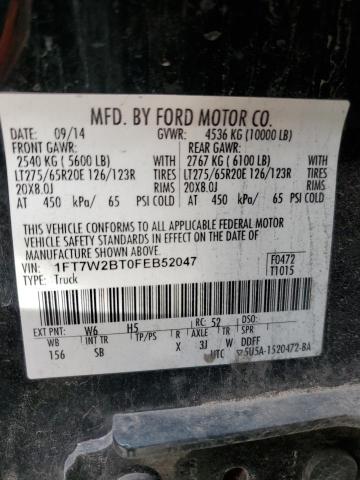 MFD. BY FORD MOTOR CO.
DATE: 09/14 GVWR: 4536 KG (10000 LB)
FRONT GAWR: REAR GAWR:
2540 KG ( 5600 LB) 2767 KG ( 6100 LB)
LT275/65R20E 126/123R LT275/65R20E 126/123R
20X8.0J 20X8.0J
AT 450 kPa/ 65 PSI COLD AT 450 kPa/ 65 PSI COLD
THIS VEHICLE CONFORMS TO ALL APPLICABLE FEDERAL MOTOR
VEHICLE SAFETY STANDARDS IN EFFECT ON THE DATE OF
MANUFACTURE SHOWN ABOVE.
VIN: 1FT7W2BT0FEB52047 F0472
TYPE: Truck T1015
EXT PNT: W6 H5 RC: 52 DSO:
WB INT TR TP/PS R AXLE TR SPR
156 SB X 3J W DDFF
UTC 5U5A-1520472-BA